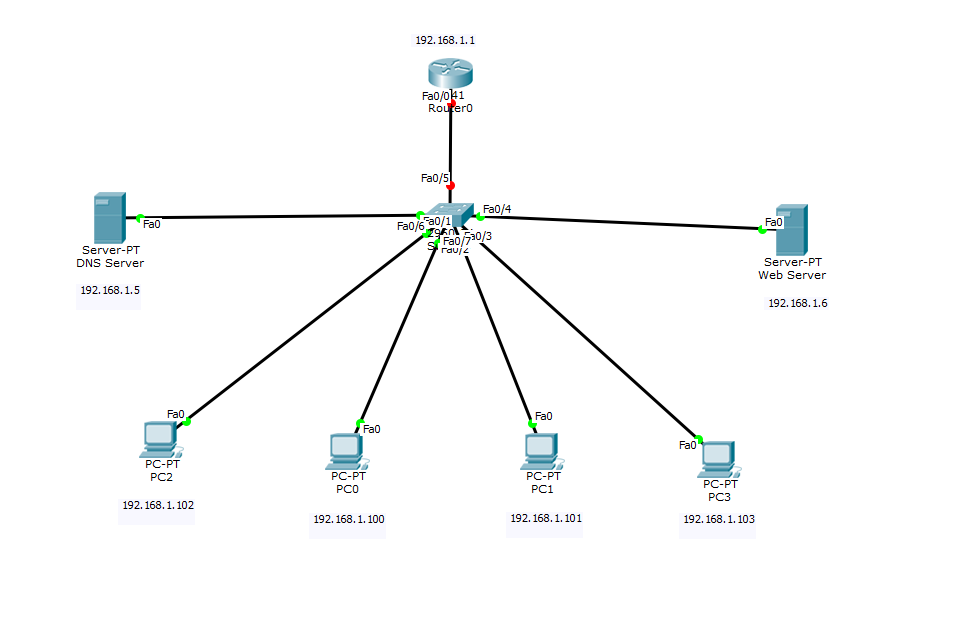 192.168.1.1
Fa0/0 41
Router0
Fa0/5
Fa0/4
Fa0
Fa0/1
Fa0
Fa0/6
Fa0/3
Fa0/7
Fa0/2
Server-PT
DNS Server
Server-PT
Web Server
192.168.1.5
192.168.1.6
Fa0
Fa0
Fa0
Fa0
PC-PT
PC2
PC-PT
PC0
PC-PT
PC1
PC-PT
PC3
192.168.1.102
192.168.1.100
192.168.1.101
192.168.1.103